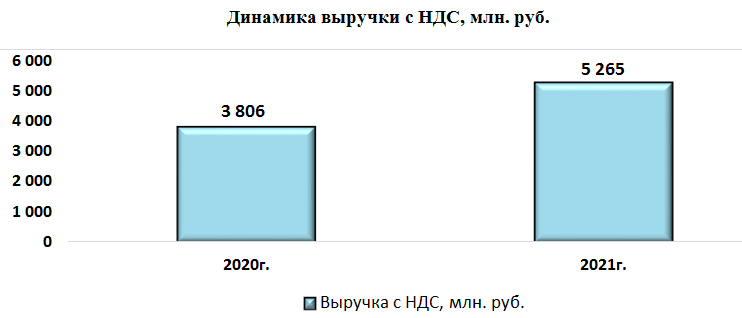 Динамика выручки с НДС, млн. руб.
6 000
5 000
4 000
3 000
2 000
1 000
0
3 806
5 265
2020г.
2021г.
Выручка с НДС, млн. руб.